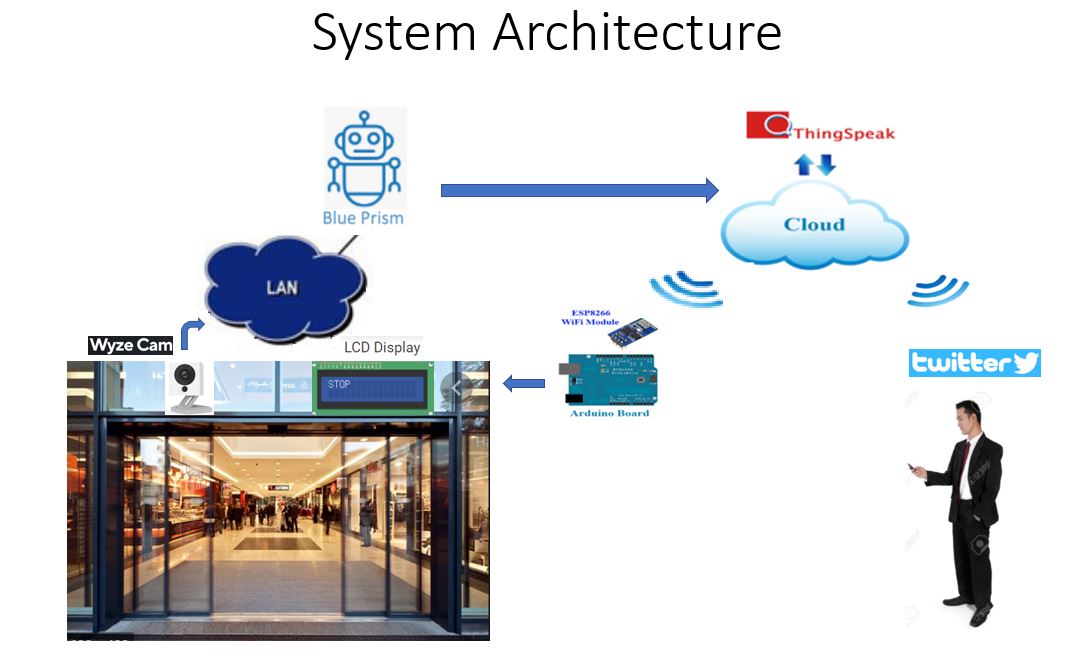 System Architecture
ThingSpeak
Blue Prism
Cloud
LAN
ESP8266
WiFi Module
Wyze Cam
LCD Display
twitter
STOP
Arduino Board